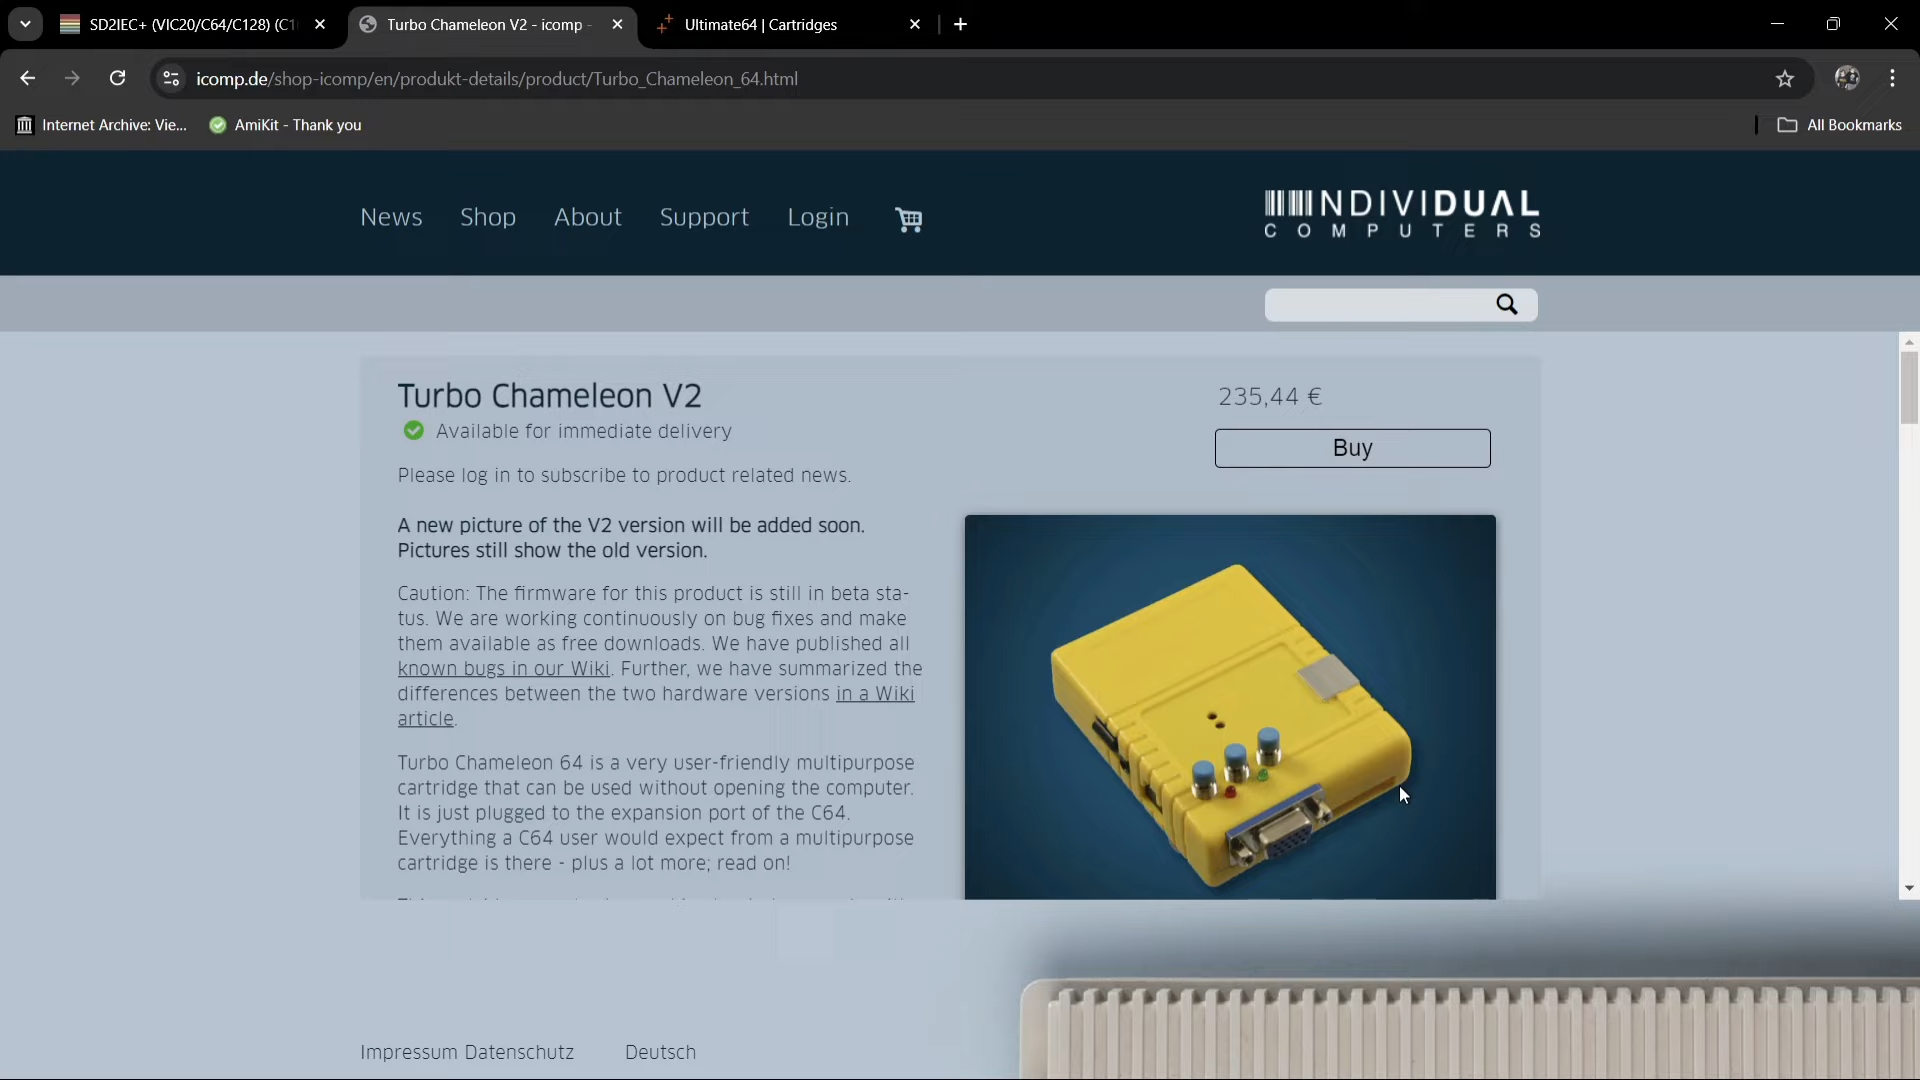 SD2IEC+ (VIC20/C64/C128) (C1
Turbo Chameleon V2 - icomp -
Ultimate64 | Cartridges
icomp.de/shop-icomp/en/produkt-details/product/Turbo_Chameleon_64.html
Internet Archive: Vie...
AmiKit - Thank you
All Bookmarks
News
Shop
About
Support
Login
INDIVIDUAL
COMPUTERS
Turbo Chameleon V2
235,44 €
Available for immediate delivery
Buy
Please log in to subscribe to product related news.
A new picture of the V2 version will be added soon.
Pictures still show the old version.
Caution: The firmware for this product is still in beta sta-
tus. We are working continuously on bug fixes and make
them available as free downloads. We have published all
known bugs in our Wiki. Further, we have summarized the
differences between the two hardware versions in a Wiki
article.
Turbo Chameleon 64 is a very user-friendly multipurpose
cartridge that can be used without opening the computer.
It is just plugged to the expansion port of the C64.
Everything a C64 user would expect from a multipurpose
cartridge is there - plus a lot more; read on!
Impressum Datenschutz
Deutsch